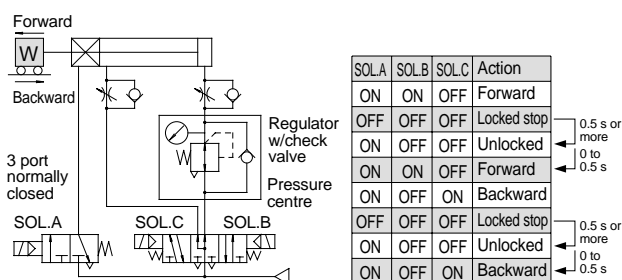 Forward
W
Backward
Regulator
w/check
valve
Pressure
centre
3 port
normally
closed
SOL.A
SOL.C
SOL.B
SOL.A SOL.B SOL.C Action
ON ON OFF Forward
OFF OFF OFF Locked stop
ON OFF OFF Unlocked
ON ON OFF Forward
ON OFF ON Backward
OFF OFF OFF Locked stop
ON OFF OFF Unlocked
ON OFF ON Backward
0.5 s or
more
0 to
0.5 s
0.5 s or
more
0 to
0.5 s